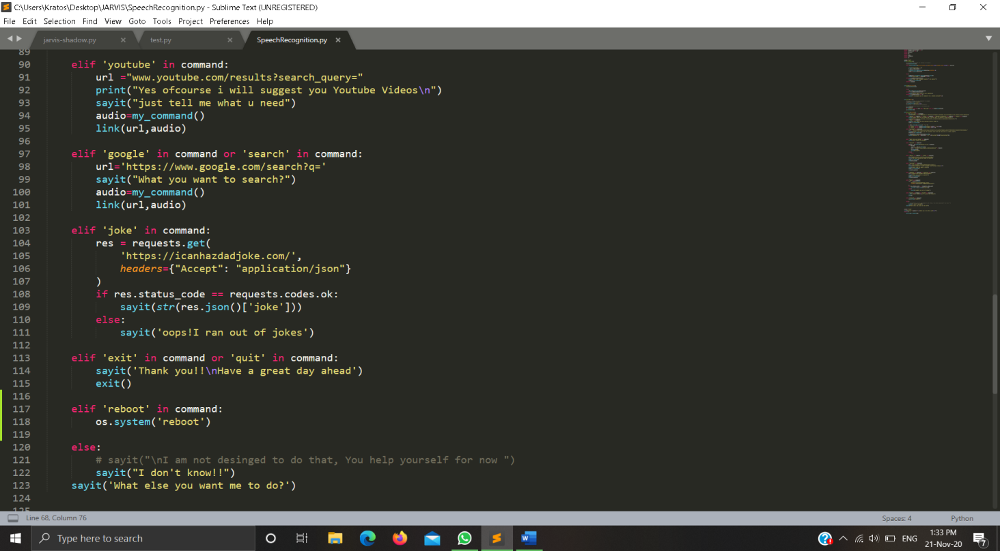 C:\Users\Kratos\Desktop\JARVIS\SpeechRecognition.py - Sublime Text (UNREGISTERED)
File Edit Selection Find View Goto Tools Project Preferences Help
jarvis-shadow.py × test.py × SpeechRecognition.py ×
89
90 elif 'youtube' in command:
91 url ="www.youtube.com/results?search_query="
92 print("Yes ofcourse i will suggest you Youtube Videos\n")
93 sayit("just tell me what u need")
94 audio=my_command()
95 link(url,audio)
96
97 elif 'google' in command or 'search' in command:
98 url='https://www.google.com/search?q='
99 sayit("What you want to search?")
100 audio=my_command()
101 link(url,audio)
102
103 elif 'joke' in command:
104 res = requests.get(
105 'https://icanhazdadjoke.com/',
106 headers={"Accept": "application/json"}
107 )
108 if res.status_code == requests.codes.ok:
109 sayit(str(res.json()['joke']))
110 else:
111 sayit('oops!I ran out of jokes')
112
113 elif 'exit' in command or 'quit' in command:
114 sayit('Thank you!!\nHave a great day ahead')
115 exit()
116
117 elif 'reboot' in command:
118 os.system('reboot')
119
120 else:
121 # sayit("\nI am not desinged to do that, You help yourself for now ")
122 sayit("I don't know!!")
123 sayit('What else you want me to do?')
124
125
Line 68, Column 76 Spaces: 4 Python
Type here to search ENG 1:33 PM
21-Nov-20 7